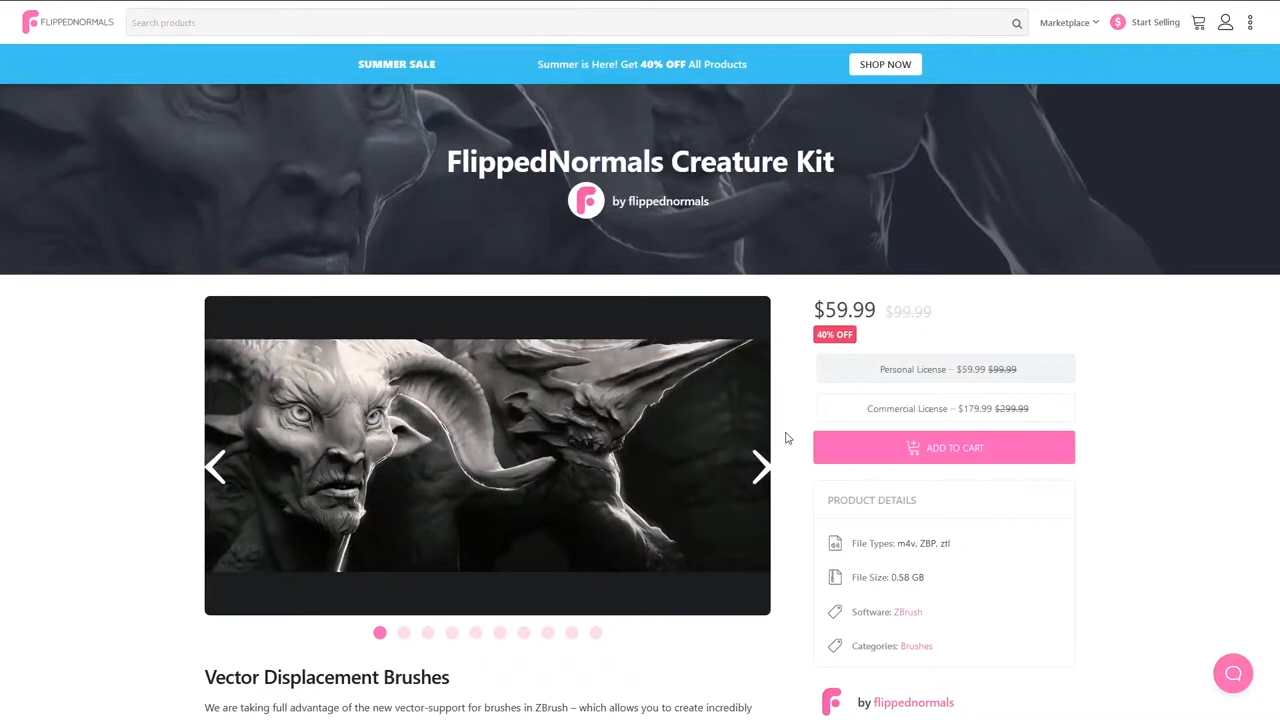 FLIPPEDNORMALS
Search products
Marketplace
$ Start Selling
SUMMER SALE
Summer is Here! Get 40% OFF All Products
SHOP NOW
FlippedNormals Creature Kit
by flippednormals
$59.99 $99.99
40% OFF
Personal License – $59.99 $99.99
Commercial License – $179.99 $299.99
ADD TO CART
PRODUCT DETAILS
File Types: m4v, ZBP, ztl
File Size: 0.58 GB
Software: ZBrush
Categories: Brushes
by flippednormals
Vector Displacement Brushes
We are taking full advantage of the new vector-support for brushes in ZBrush – which allows you to create incredibly